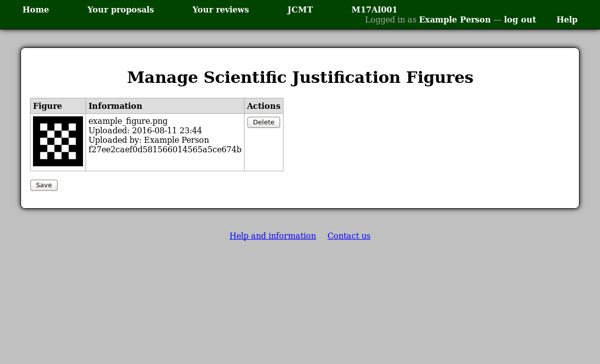 Home Your proposals Your reviews JCMT M17AI001
Logged in as Example Person — log out Help
Manage Scientific Justification Figures
Figure Information Actions
example_figure.png Delete
Uploaded: 2016-08-11 23:44
Uploaded by: Example Person
f27ee2caef0d581566014565a5ce674b
Save
Help and information Contact us